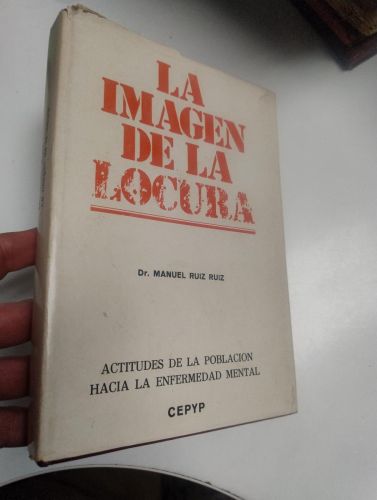 LA
IMAGEN
DE LA
LOCURA
Dr. MANUEL RUIZ RUIZ
ACTITUDES DE LA POBLACION
HACIA LA ENFERMEDAD MENTAL
CEPYP